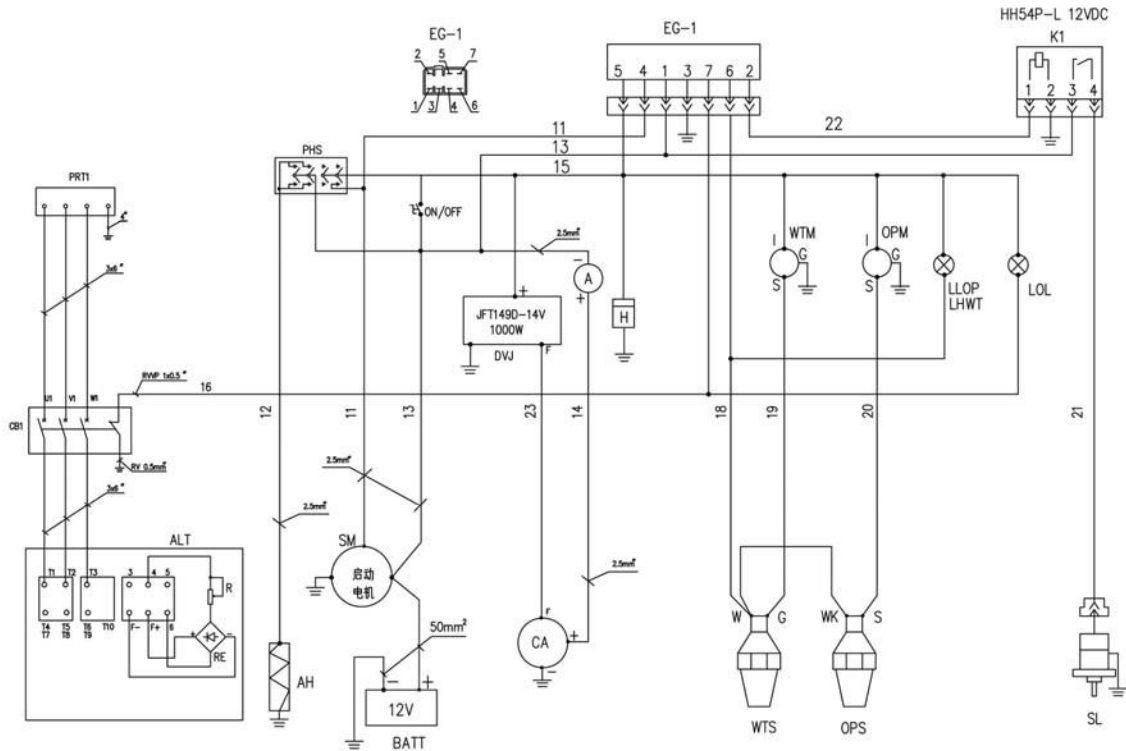 HH54P-L 12VDC
EG-1
EG-1
K1
2 5 7
1 3 4 6
5 4 1 3 7 6 2
1 2 3 4
11
22
13
15
PHS
PRT1
4"
ON/OFF
2.5mm²
WTM
I
G
S
OPM
I
G
S
A
-
+
LLOP
LHWT
LOL
3x6"
JFT149D-14V
1000W
+
DVJ
F
H
RVVP 1x0.5"
16
U1 V1 W1
CB1
RV 0.5mm²
12
11
13
23
14
18
19
20
21
3x6"
2.5mm²
2.5mm²
2.5mm²
ALT
T1 T2 T3
3 4 5
R
T4 T5 T6 T10
T7 T8 T9
F- F+ 6
+ -
RE
SM
启动
电机
50mm²
F
CA
+
-
W G
WK S
AH
- +
12V
BATT
WTS
OPS
SL